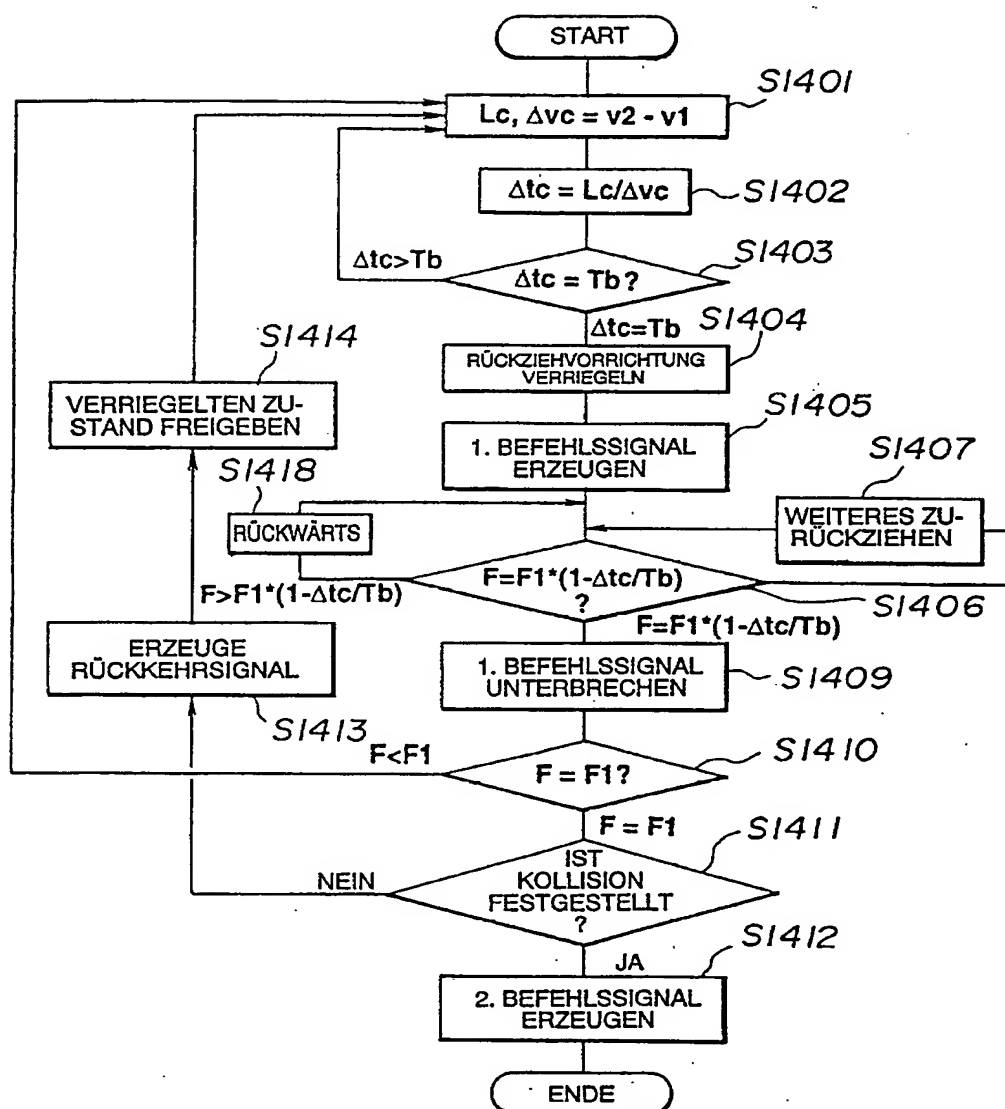 START
S1401
Lc, Δvc = v2 - v1
Δtc = Lc/Δvc
S1402
S1403
Δtc>Tb
Δtc = Tb?
Δtc=Tb
S1404
RÜCKZIEHVORRICHTUNG
VERRIEGELN
S1414
VERRIEGELTEN ZU-
STAND FREIGEBEN
S1405
1. BEFEHLSSIGNAL
ERZEUGEN
S1418
RÜCKWÄRTS
S1407
WEITERES ZU-
RÜCKZIEHEN
F>F1*(1-Δtc/Tb)
F=F1*(1-Δtc/Tb)
?
S1406
F=F1*(1-Δtc/Tb)
ERZEUGE
RÜCKKEHRSIGNAL
S1413
1. BEFEHLSSIGNAL
UNTERBRECHEN
S1409
F<F1
F = F1?
S1410
F = F1
S1411
NEIN
IST
KOLLISION
FESTGESTELLT
?
JA
S1412
2. BEFEHLSSIGNAL
ERZEUGEN
ENDE